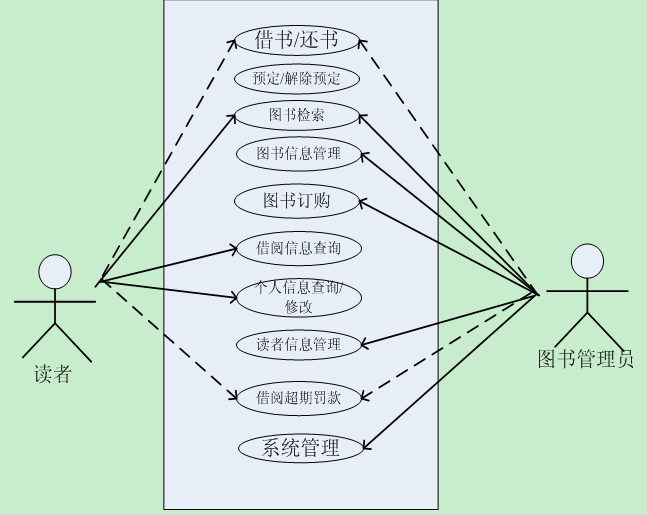 借书/还书
预定/解除预定
图书检索
图书信息管理
图书订购
借阅信息查询
个人信息查询/
修改
读者信息管理
借阅超期罚款
系统管理
读者
图书管理员